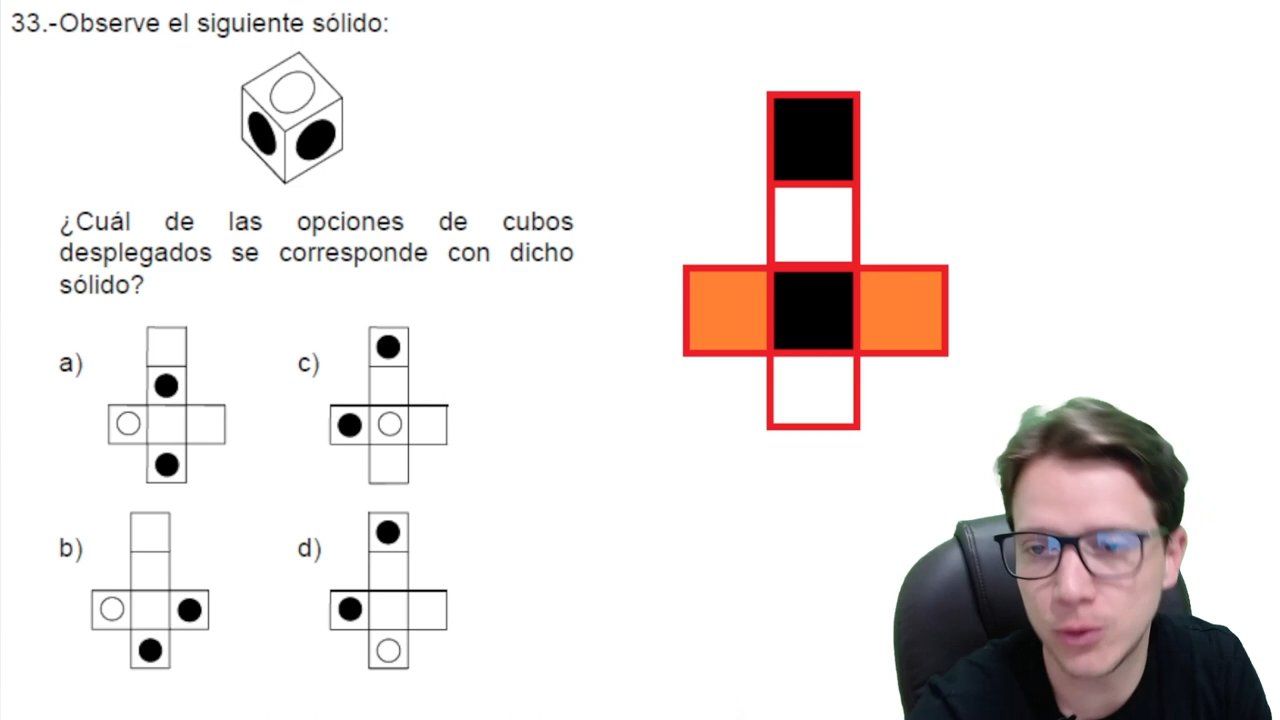 33.-Observe el siguiente sólido:
¿Cuál de las opciones de cubos
desplegados se corresponde con dicho
sólido?
a)
c)
b)
d)